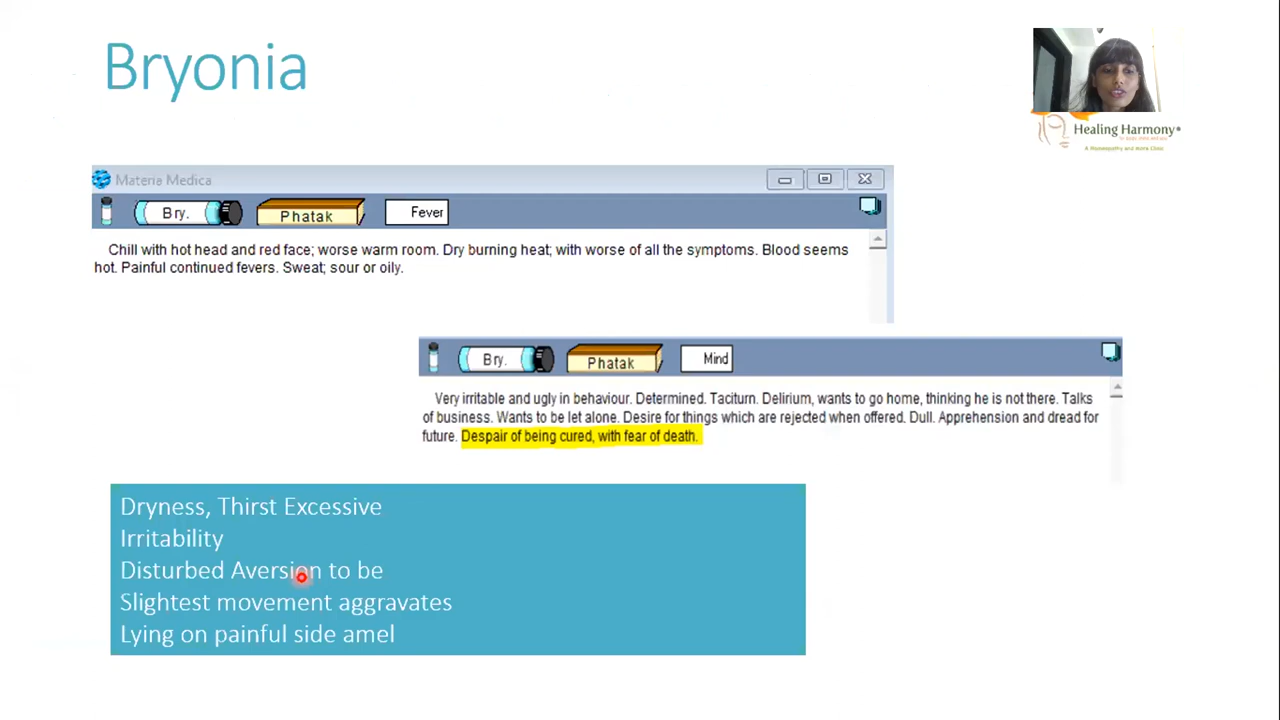 Bryonia
Healing Harmony®
A Homeopathy and More Clinic
Materia Medica
Bry. Phatak Fever
Chill with hot head and red face; worse warm room. Dry burning heat; with worse of all the symptoms. Blood seems
hot. Painful continued fevers. Sweat; sour or oily.
Bry. Phatak Mind
Very irritable and ugly in behaviour. Determined. Taciturn. Delirium, wants to go home, thinking he is not there. Talks
of business. Wants to be let alone. Desire for things which are rejected when offered. Dull. Apprehension and dread for
future. Despair of being cured, with fear of death.
Dryness, Thirst Excessive
Irritability
Disturbed Aversion to be
Slightest movement aggravates
Lying on painful side amel